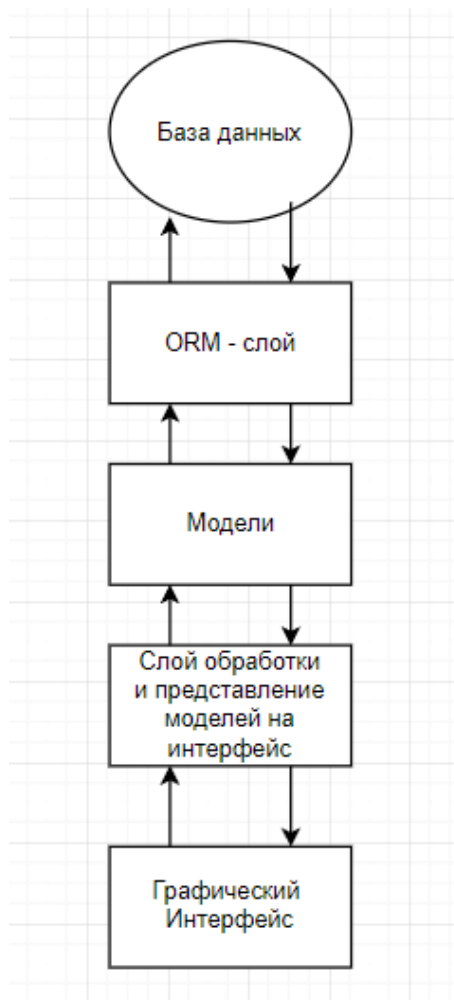 База данных
ORM - слой
Модели
Слой обработки
и представление
моделей на
интерфейс
Графический
Интерфейс